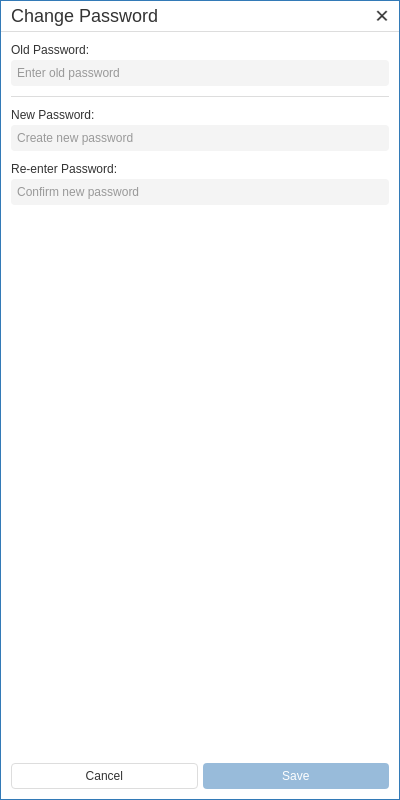 Change Password ✕
Old Password:
Enter old password
New Password:
Create new password
Re-enter Password:
Confirm new password
Cancel Save